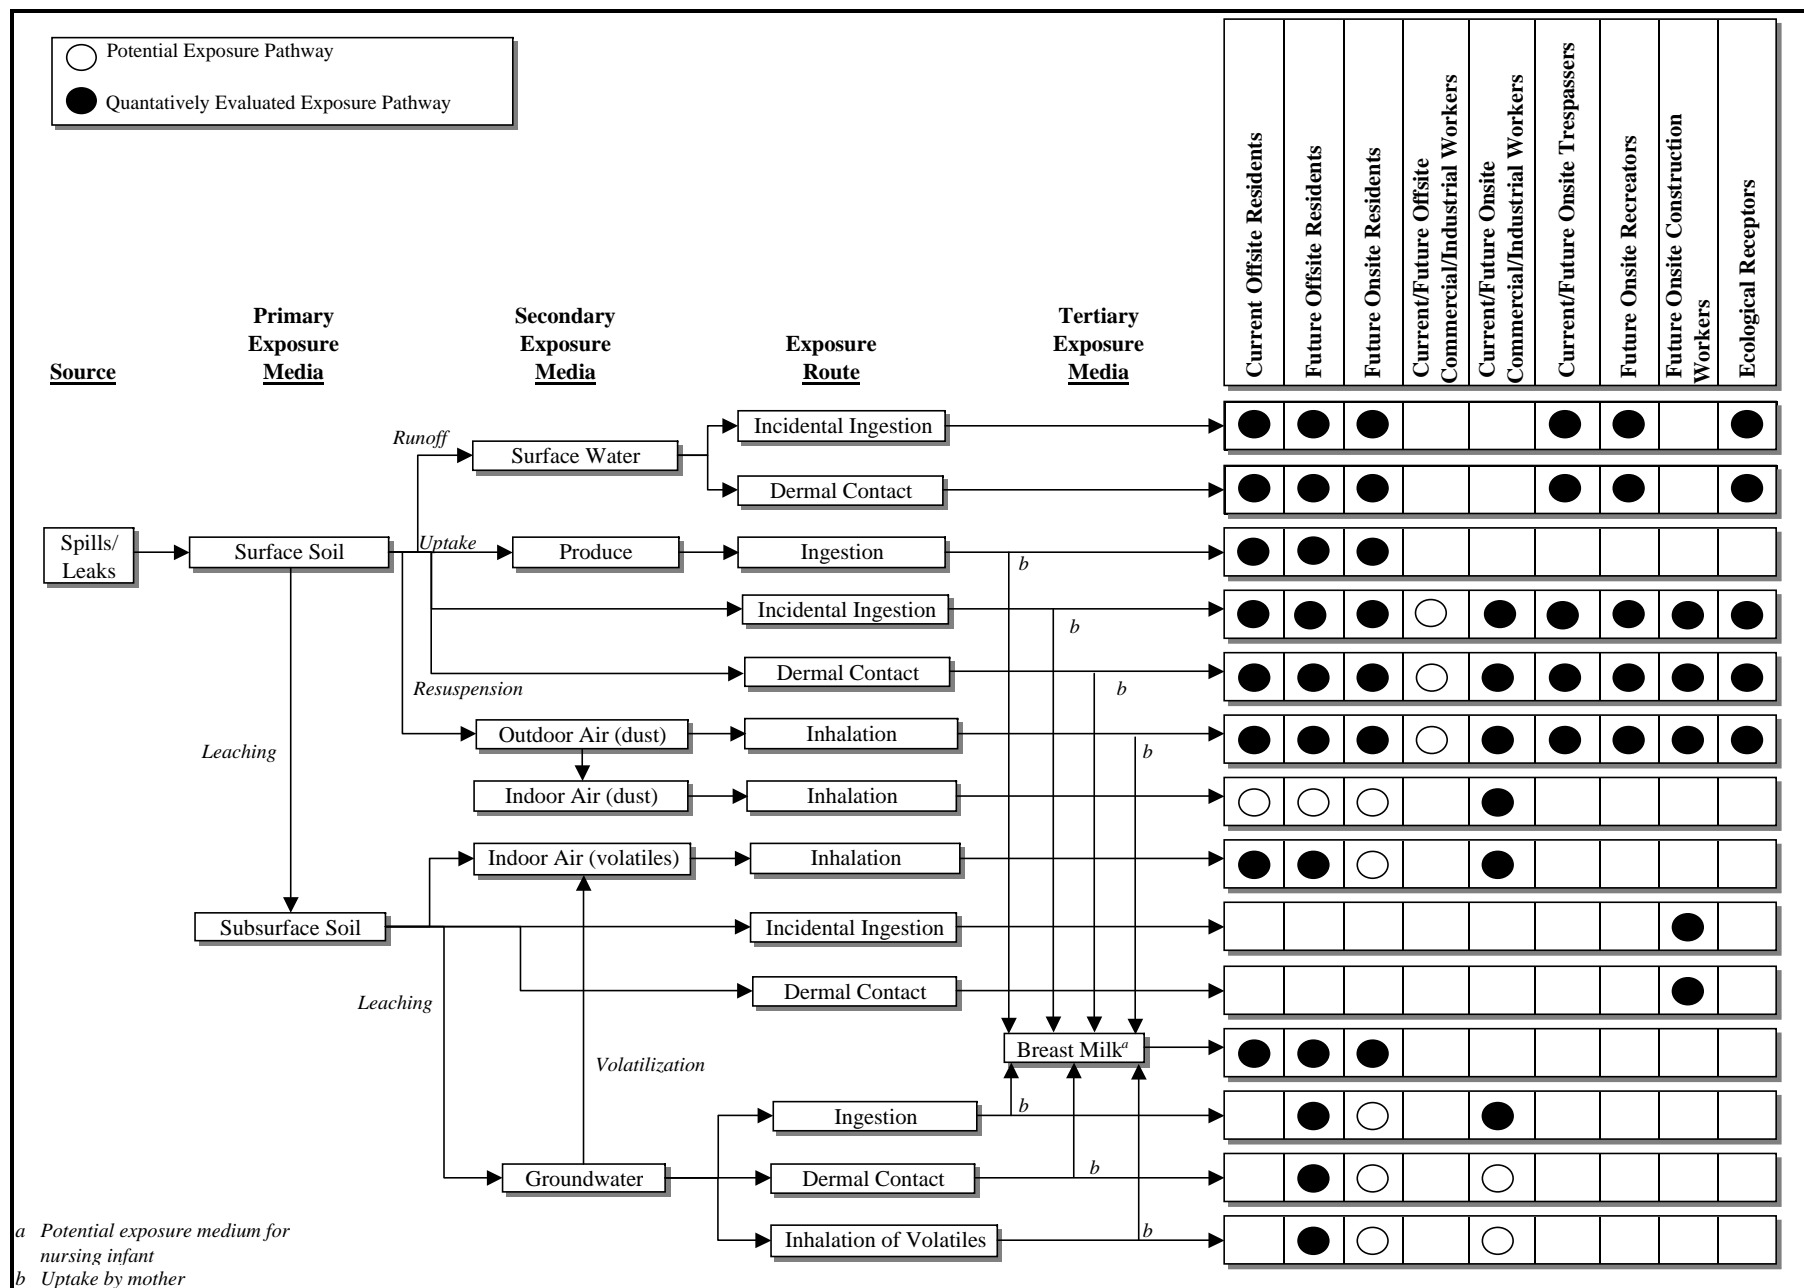 Potential Exposure Pathway
Quantatively Evaluated Exposure Pathway
Current Offsite Residents
Future Offsite Residents
Future Onsite Residents
Current/Future Offsite
Commercial/Industrial Workers
Current/Future Onsite
Commercial/Industrial Workers
Current/Future Onsite Trespassers
Future Onsite Recreators
Future Onsite Construction
Workers
Ecological Receptors
Source
Primary
Exposure
Media
Secondary
Exposure
Media
Exposure
Route
Tertiary
Exposure
Media
Runoff
Surface Water
Incidental Ingestion
Dermal Contact
Spills/
Leaks
Surface Soil
Uptake
Produce
Ingestion
b
Incidental Ingestion
b
Dermal Contact
b
Resuspension
Outdoor Air (dust)
Inhalation
b
Leaching
Indoor Air (dust)
Inhalation
Indoor Air (volatiles)
Inhalation
Subsurface Soil
Incidental Ingestion
Dermal Contact
Leaching
Volatilization
Breast Milka
Ingestion
b
Groundwater
Dermal Contact
b
Inhalation of Volatiles
b
a Potential exposure medium for
nursing infant
b Uptake by mother